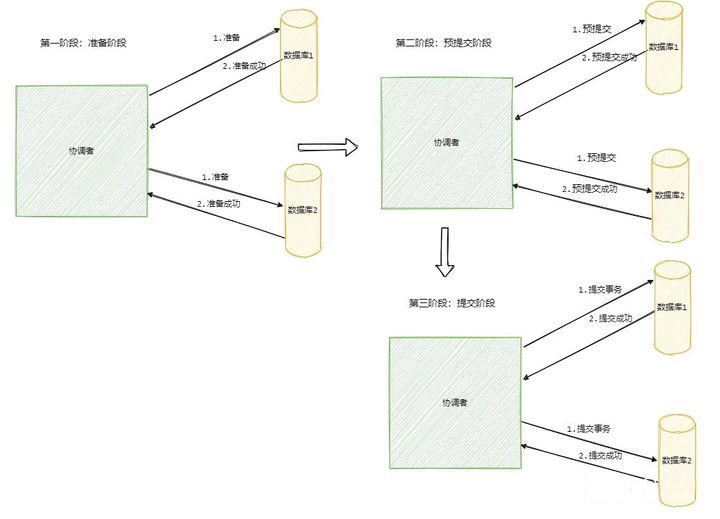 第一阶段：准备阶段
1.准备
数据库1
2.准备成功
协调者
1.准备
2.准备成功
数据库2
第二阶段：预提交阶段
1.预提交
数据库1
2.预提交成功
协调者
1.预提交
2.预提交成功
数据库2
第三阶段：提交阶段
1.提交事务
数据库1
2.提交成功
协调者
1.提交事务
2.提交成功
数据库2